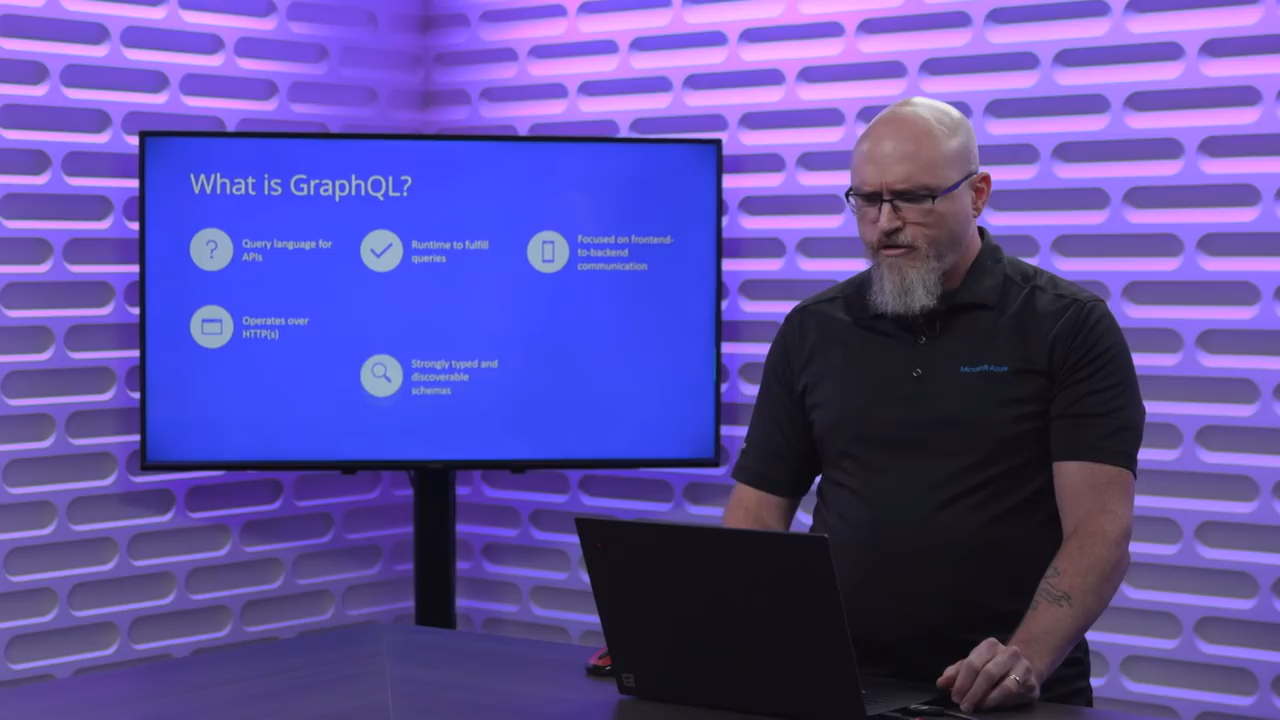 What is GraphQL?
Query language for
APIs
Runtime to fulfill
queries
Focused on frontend-
to-backend
communication
Operates over
HTTP(s)
Strongly typed and
discoverable
schemas
Microsoft Azure